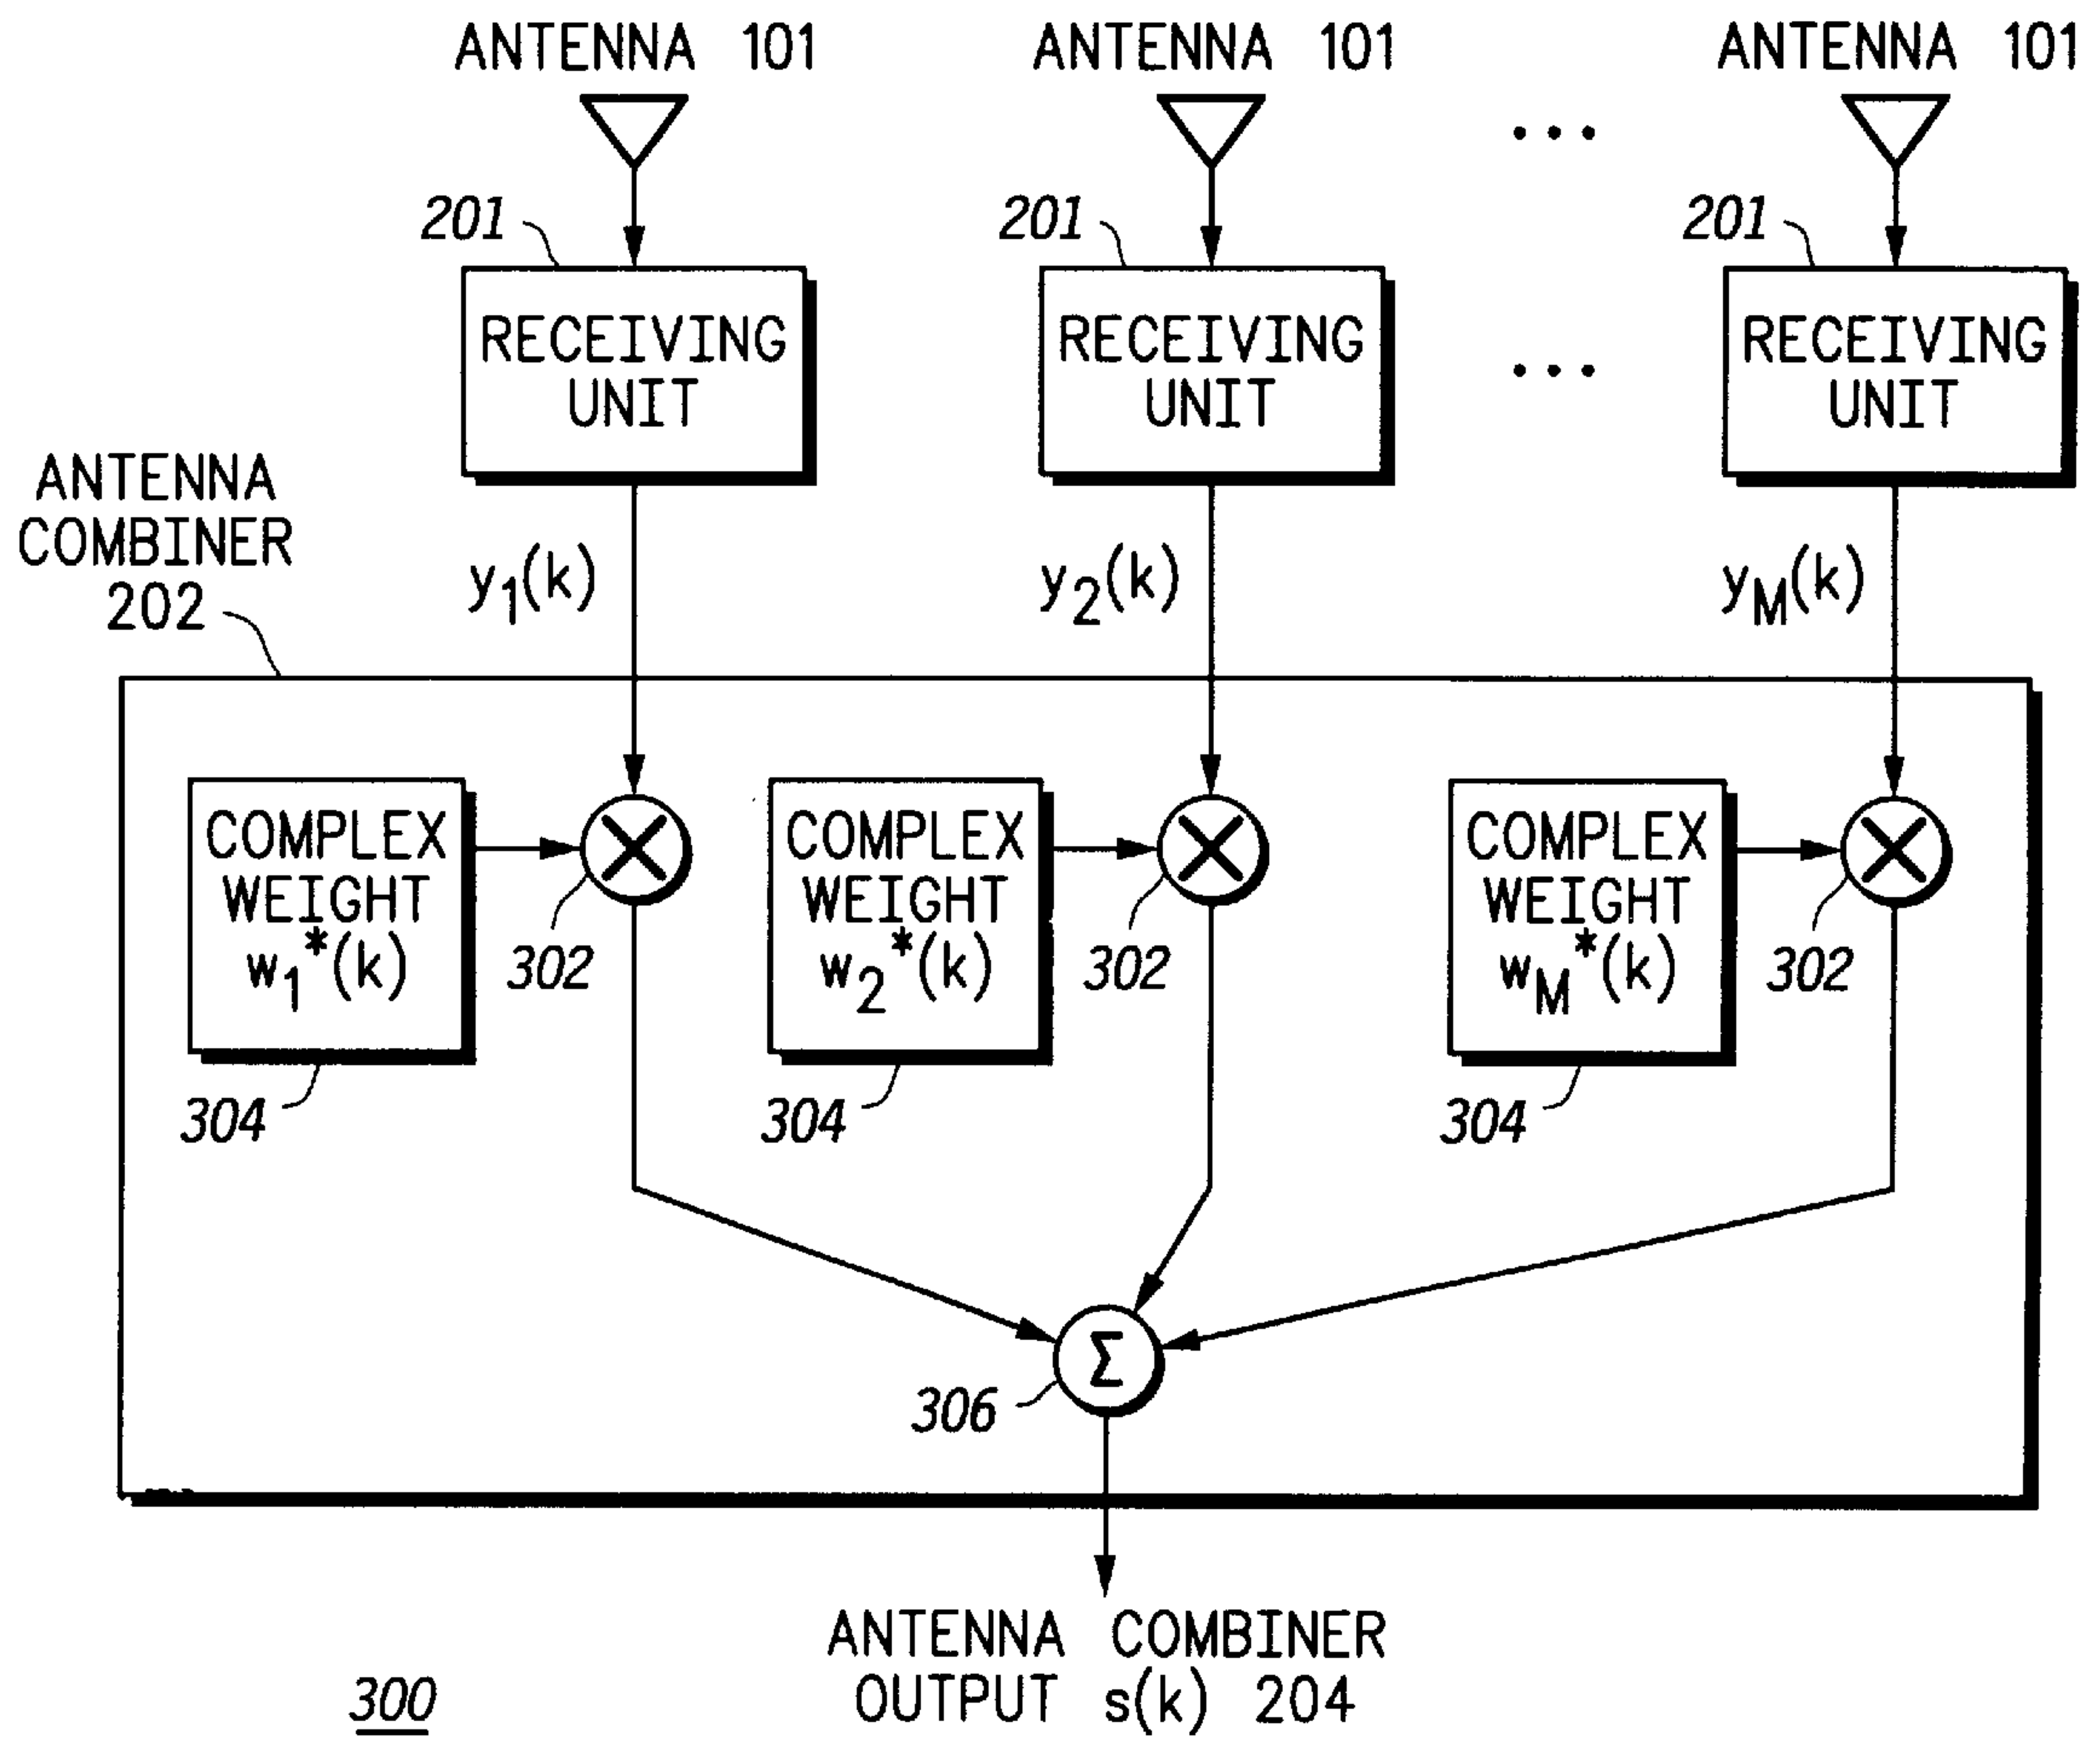 ANTENNA 101 ANTENNA 101 ANTENNA 101
201 201 201
RECEIVING UNIT
RECEIVING UNIT
...
RECEIVING UNIT
ANTENNA
COMBINER
202
y1(k) y2(k) yM(k)
COMPLEX
WEIGHT
w1*(k)
302
304
COMPLEX
WEIGHT
w2*(k)
302
304
COMPLEX
WEIGHT
wM*(k)
302
304
Σ
306
ANTENNA COMBINER
OUTPUT s(k) 204
300